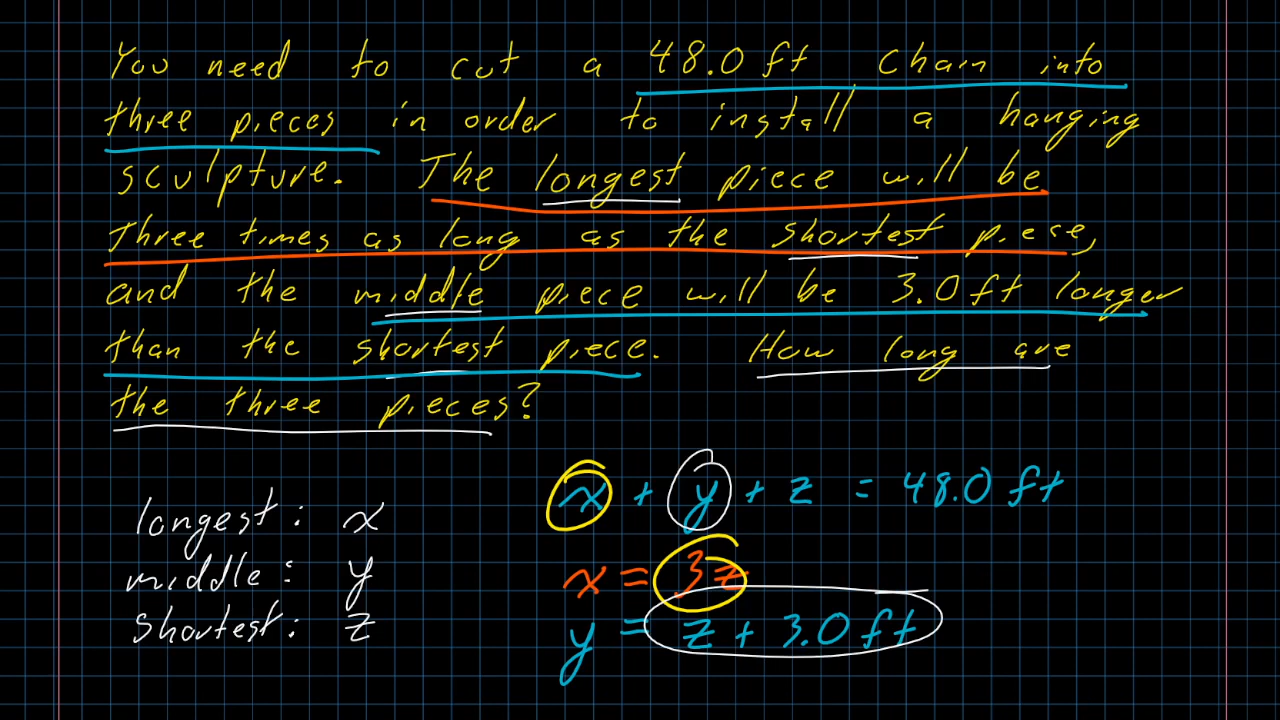 You need to cut a 48.0 ft chain into
three pieces in order to install a hanging
sculpture. The longest piece will be
three times as long as the shortest piece,
and the middle piece will be 3.0 ft longer
than the shortest piece. How long are
the three pieces?
x + y + z = 48.0 ft
longest: x
middle: y
shortest: z
x = 3z
y = z + 3.0 ft